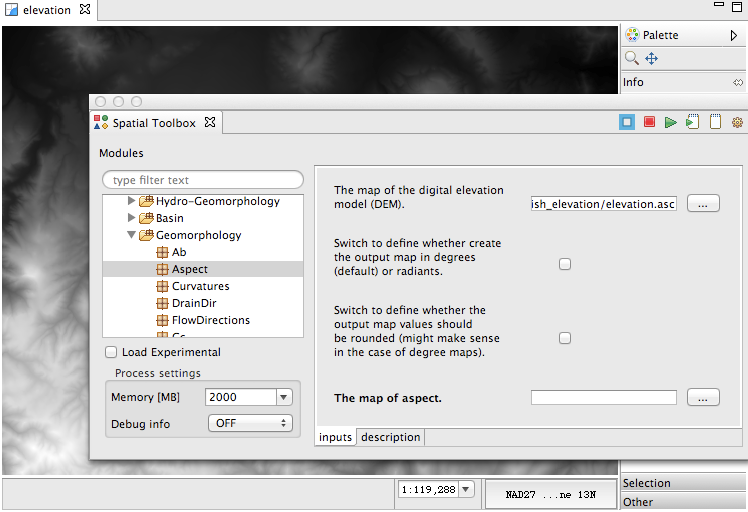 elevation
Palette
Info
Spatial Toolbox
Modules
type filter text
Hydro-Geomorphology
Basin
Geomorphology
Ab
Aspect
Curvatures
DrainDir
FlowDirections
Load Experimental
Process settings
Memory [MB]
2000
Debug info
OFF
The map of the digital elevation
model (DEM).
ish_elevation/elevation.asc
...
Switch to define whether create
the output map in degrees
(default) or radiants.
Switch to define whether the
output map values should
be rounded (might make sense
in the case of degree maps).
The map of aspect.
...
inputs
description
1:119,288
NAD27 ...ne 13N
Selection
Other